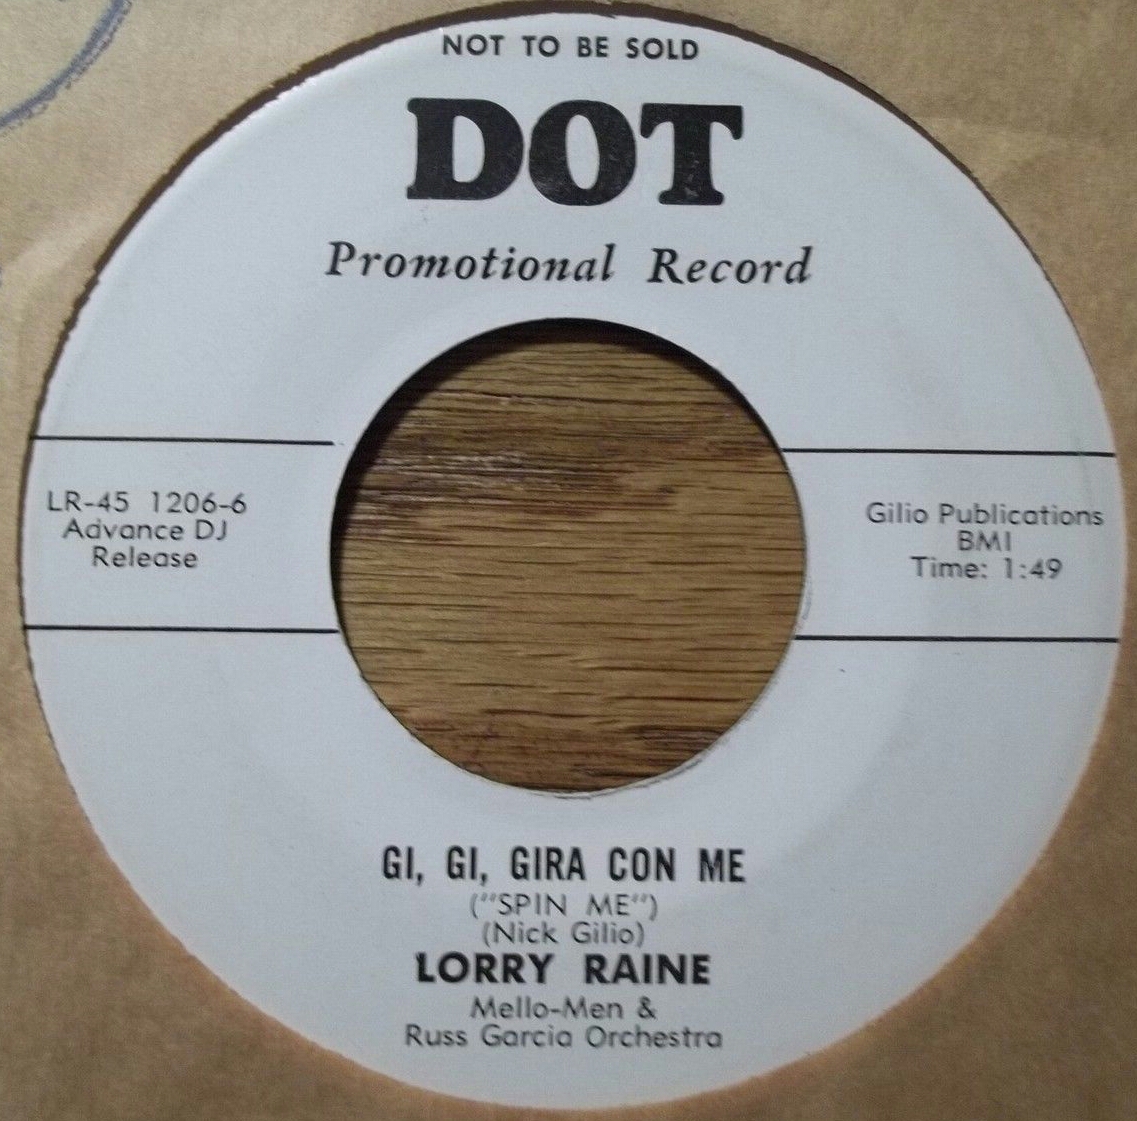 NOT TO BE SOLD
DOT
Promotional Record
LR-45 1206-6
Advance DJ
Release
Gilio Publications
BMI
Time: 1:49
GI, GI, GIRA CON ME
("SPIN ME")
(Nick Gilio)
LORRY RAINE
Mello-Men &
Russ Garcia Orchestra